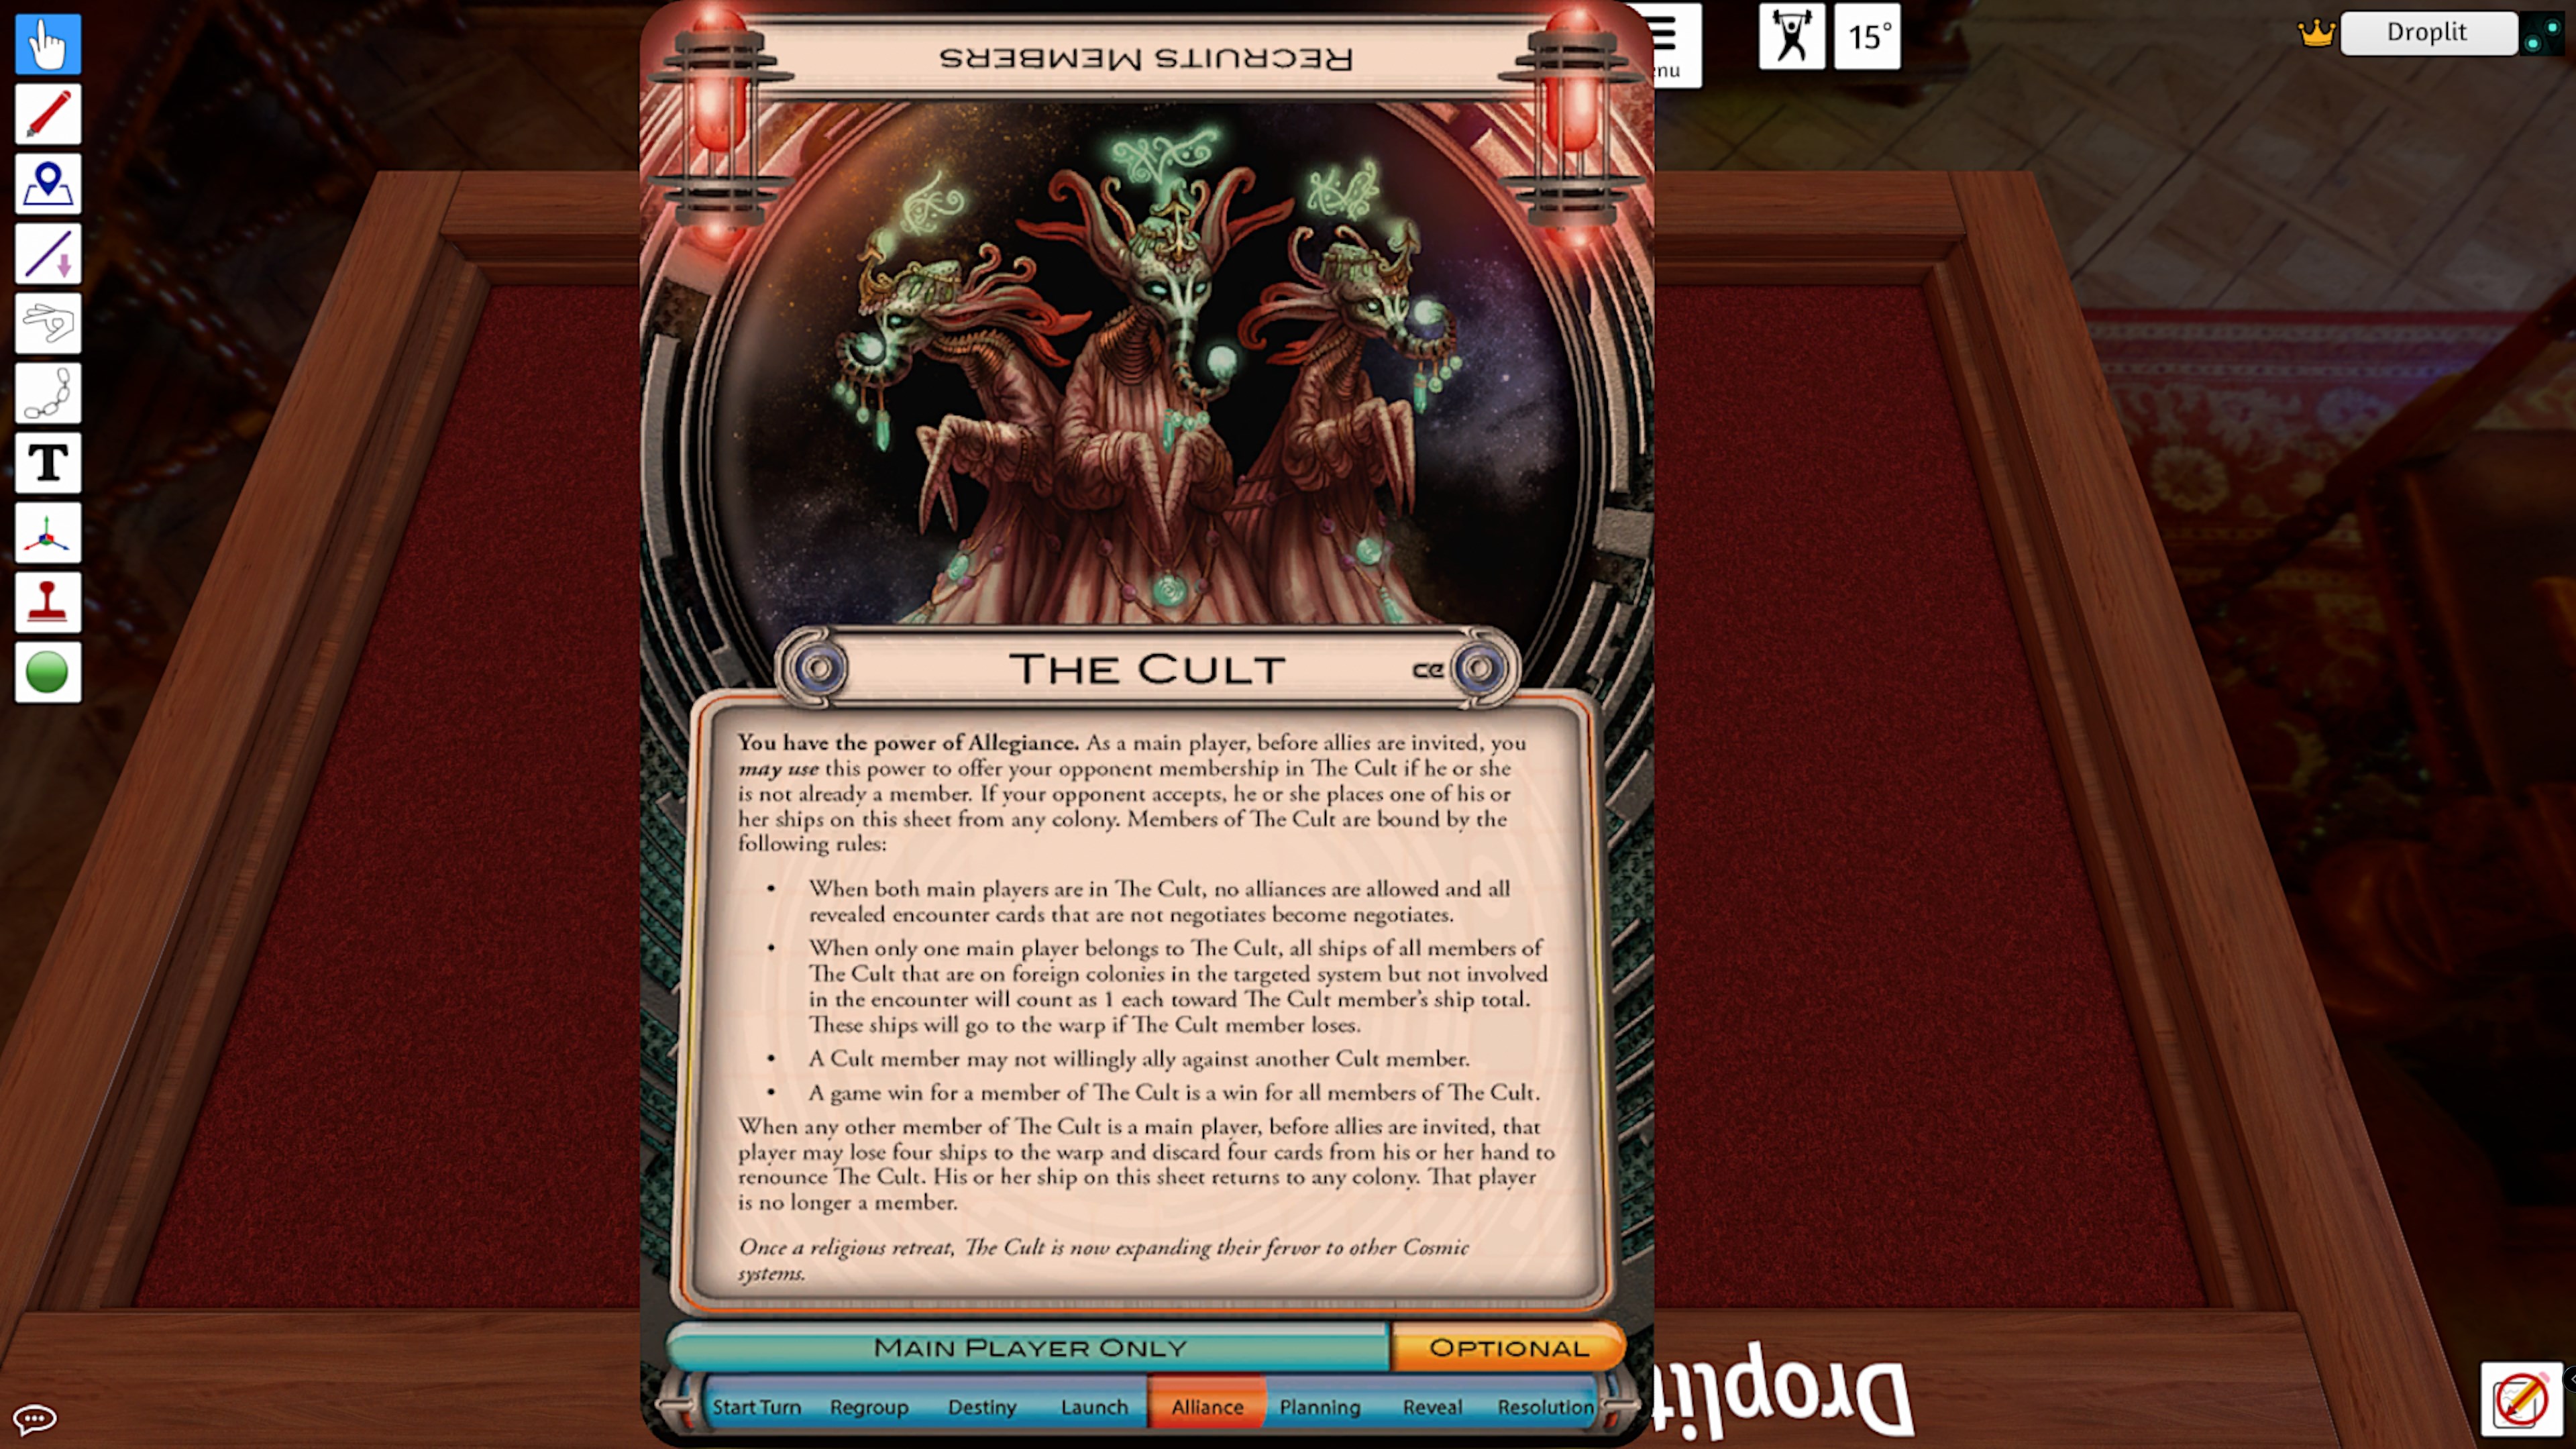 RECRUITS MEMBERS
enu
15°
Droplit
T
THE CULT
ce
You have the power of Allegiance. As a main player, before allies are invited, you
may use this power to offer your opponent membership in The Cult if he or she
is not already a member. If your opponent accepts, he or she places one of his or
her ships on this sheet from any colony. Members of The Cult are bound by the
following rules:
• When both main players are in The Cult, no alliances are allowed and all
revealed encounter cards that are not negotiates become negotiates.
• When only one main player belongs to The Cult, all ships of all members of
The Cult that are on foreign colonies in the targeted system but not involved
in the encounter will count as 1 each toward The Cult member's ship total.
These ships will go to the warp if The Cult member loses.
• A Cult member may not willingly ally against another Cult member.
• A game win for a member of The Cult is a win for all members of The Cult.
When any other member of The Cult is a main player, before allies are invited, that
player may lose four ships to the warp and discard four cards from his or her hand to
renounce The Cult. His or her ship on this sheet returns to any colony. That player
is no longer a member.
Once a religious retreat, The Cult is now expanding their fervor to other Cosmic
systems.
MAIN PLAYER ONLY
OPTIONAL
Start Turn
Regroup
Destiny
Launch
Alliance
Planning
Reveal
Resolution
Droplit